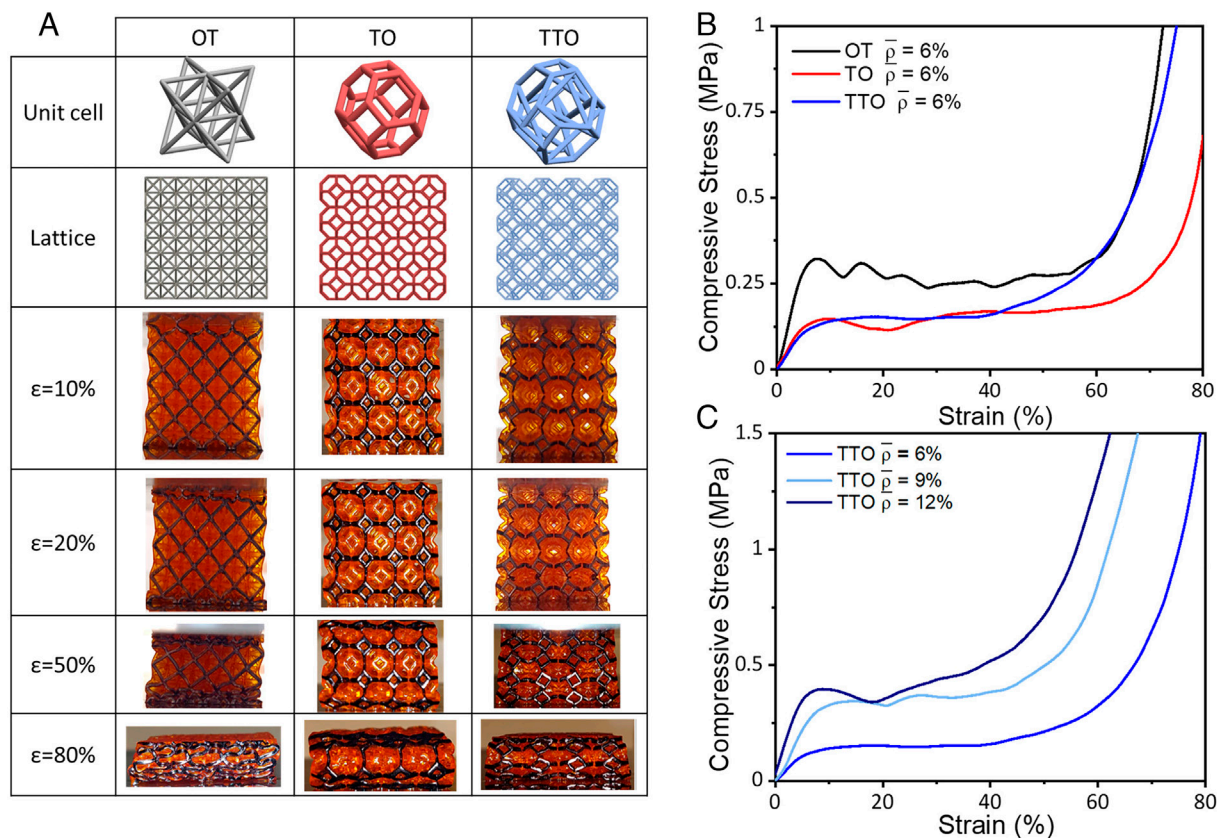 A
OT TO TTO
Unit cell
Lattice
ε=10%
ε=20%
ε=50%
ε=80%
B
Compressive Stress (MPa)
1
0.75
0.5
0.25
0
OT ρ̅ = 6%
TO ρ̅ = 6%
TTO ρ̅ = 6%
0 20 40 60 80
Strain (%)
C
Compressive Stress (MPa)
1.5
1
0.5
0
TTO ρ̅ = 6%
TTO ρ̅ = 9%
TTO ρ̅ = 12%
0 20 40 60 80
Strain (%)